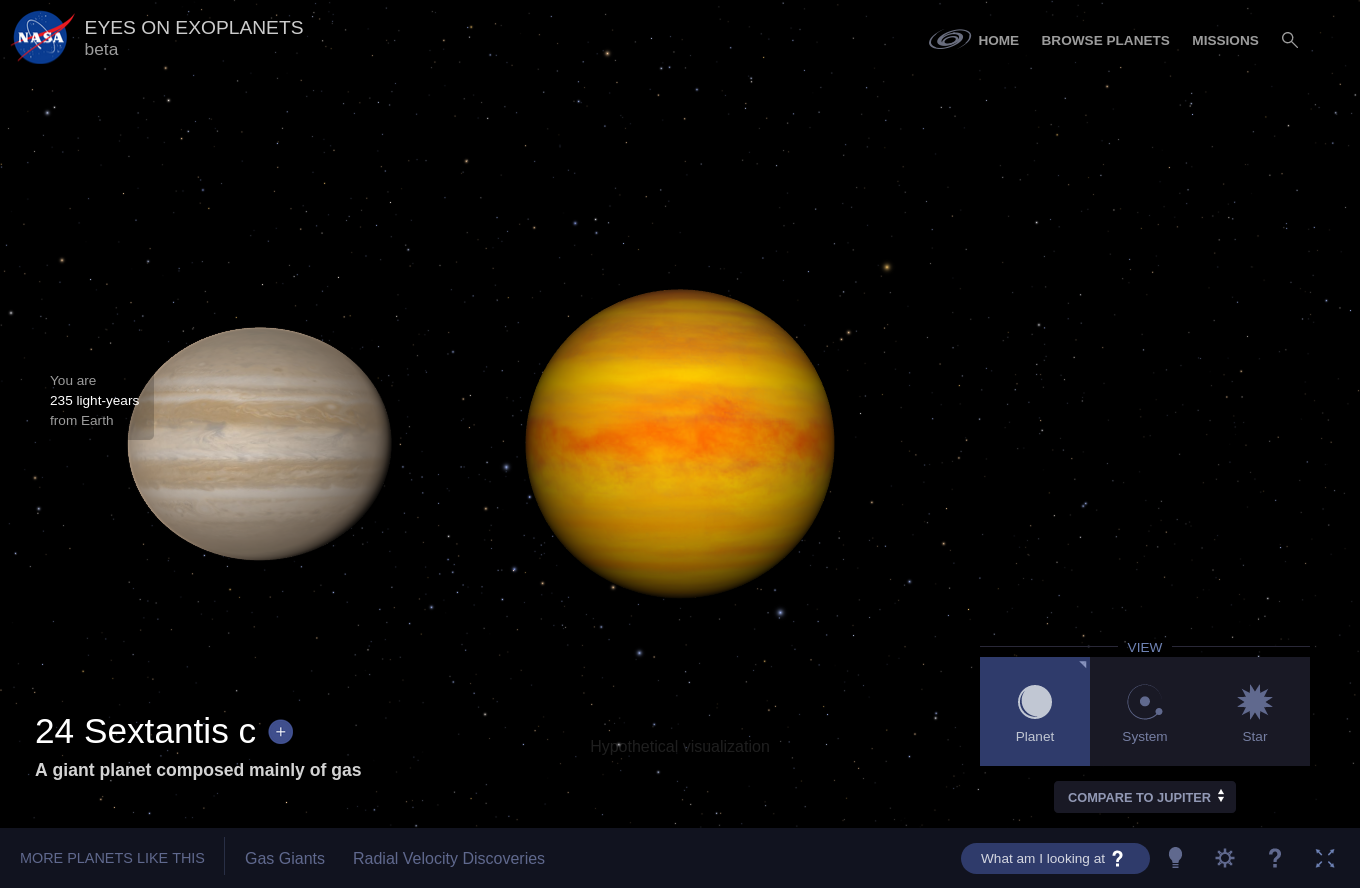 NASA
EYES ON EXOPLANETS
beta
HOME
BROWSE PLANETS
MISSIONS
You are
235 light-years
from Earth
VIEW
Planet
System
Star
24 Sextantis c +
A giant planet composed mainly of gas
Hypothetical visualization
COMPARE TO JUPITER
MORE PLANETS LIKE THIS
Gas Giants
Radial Velocity Discoveries
What am I looking at ?
?